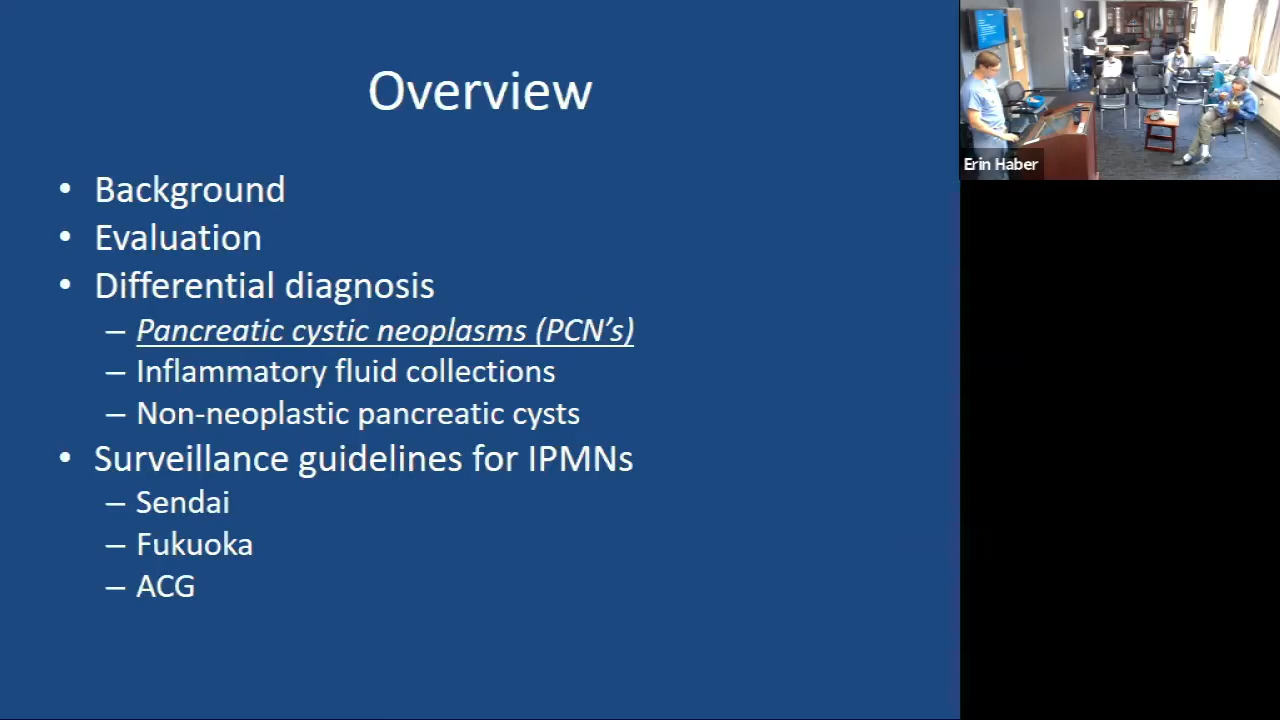 Overview
• Background
• Evaluation
• Differential diagnosis
– Pancreatic cystic neoplasms (PCN’s)
– Inflammatory fluid collections
– Non-neoplastic pancreatic cysts
• Surveillance guidelines for IPMNs
– Sendai
– Fukuoka
– ACG
Erin Haber